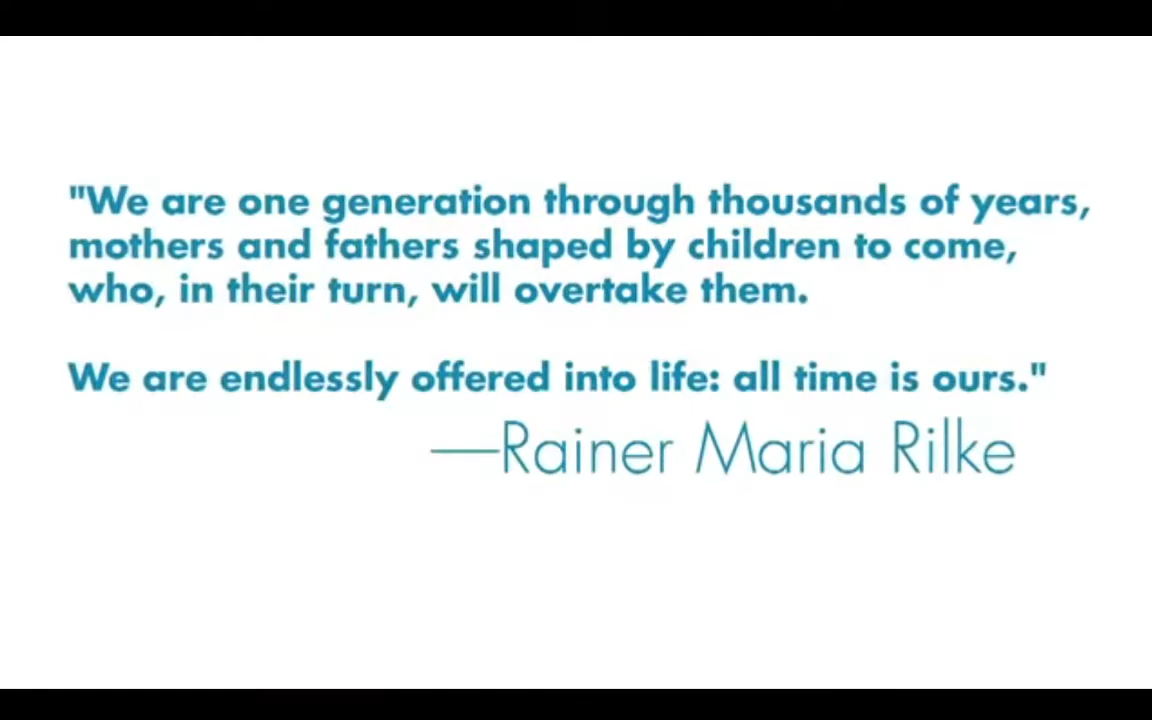 "We are one generation through thousands of years,
mothers and fathers shaped by children to come,
who, in their turn, will overtake them.
We are endlessly offered into life: all time is ours."
—Rainer Maria Rilke